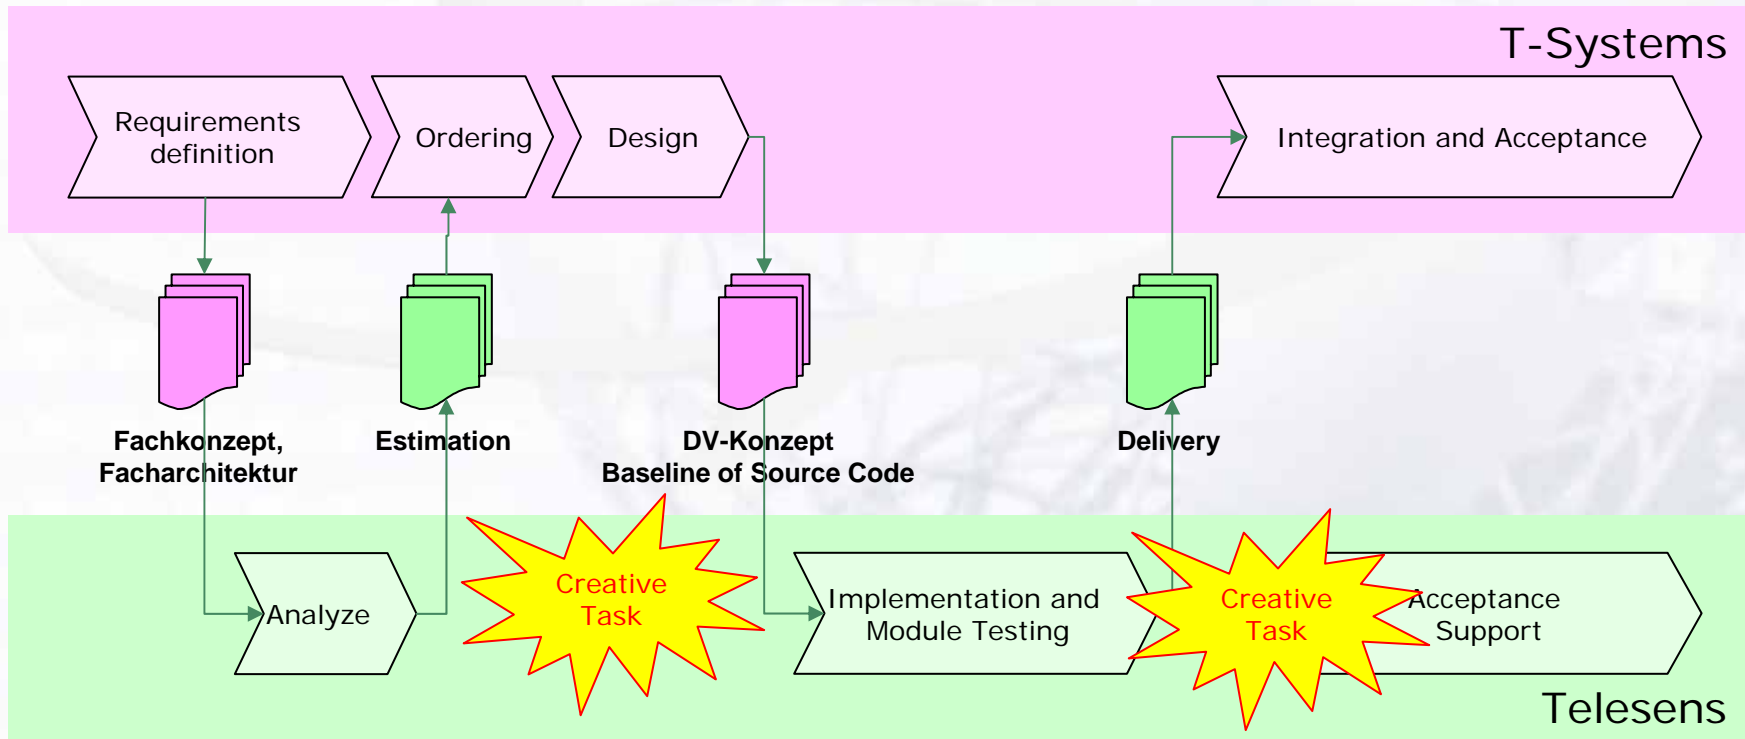 T-Systems
Requirements
definition
Ordering
Design
Integration and Acceptance
Fachkonzept,
Facharchitektur
Estimation
DV-Konzept
Baseline of Source Code
Delivery
Analyze
Creative
Task
Implementation and
Module Testing
Creative
Task
Acceptance
Support
Telesens